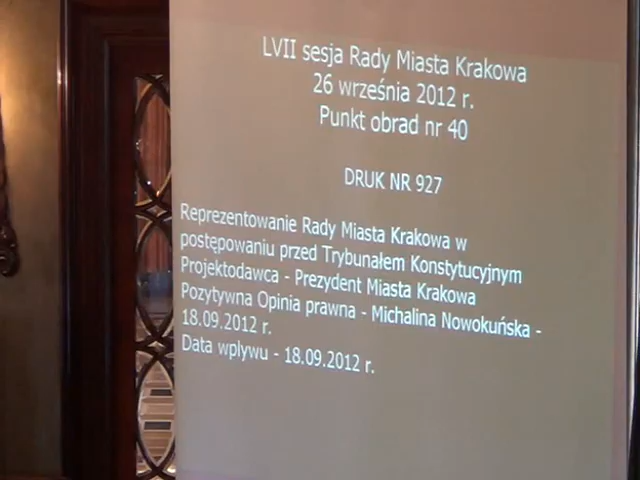 LVII sesja Rady Miasta Krakowa
26 września 2012 r.
Punkt obrad nr 40
DRUK NR 927
Reprezentowanie Rady Miasta Krakowa w
postępowaniu przed Trybunałem Konstytucyjnym
Projektodawca - Prezydent Miasta Krakowa
Pozytywna Opinia prawna - Michalina Nowokuńska -
18.09.2012 r.
Data wpływu - 18.09.2012 r.